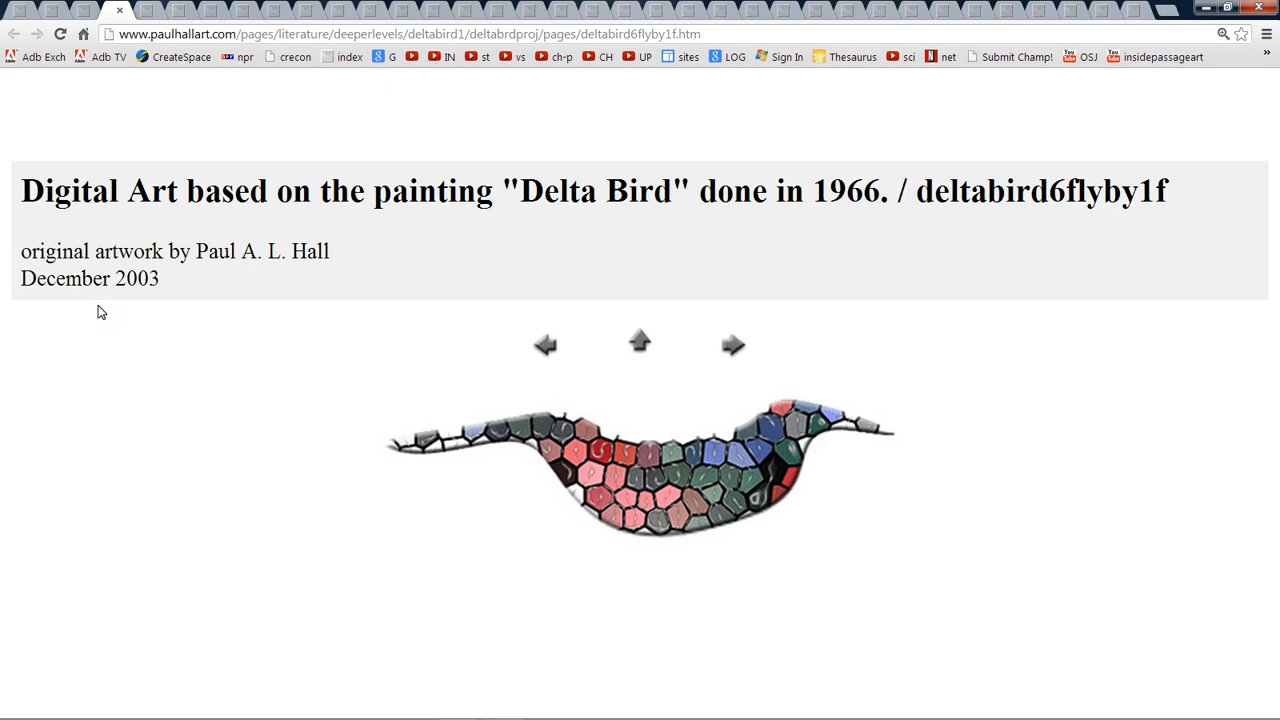 www.paulhallart.com/pages/literature/deeperlevels/deltabird1/deltabrdproj/pages/deltabird6flyby1f.htm
Adb Exch Adb TV CreateSpace npr crecon index G IN st vs ch-p CH UP sites LOG Sign In Thesaurus sci net Submit Champ! OSJ insidepassageart
Digital Art based on the painting "Delta Bird" done in 1966. / deltabird6flyby1f
original artwork by Paul A. L. Hall
December 2003